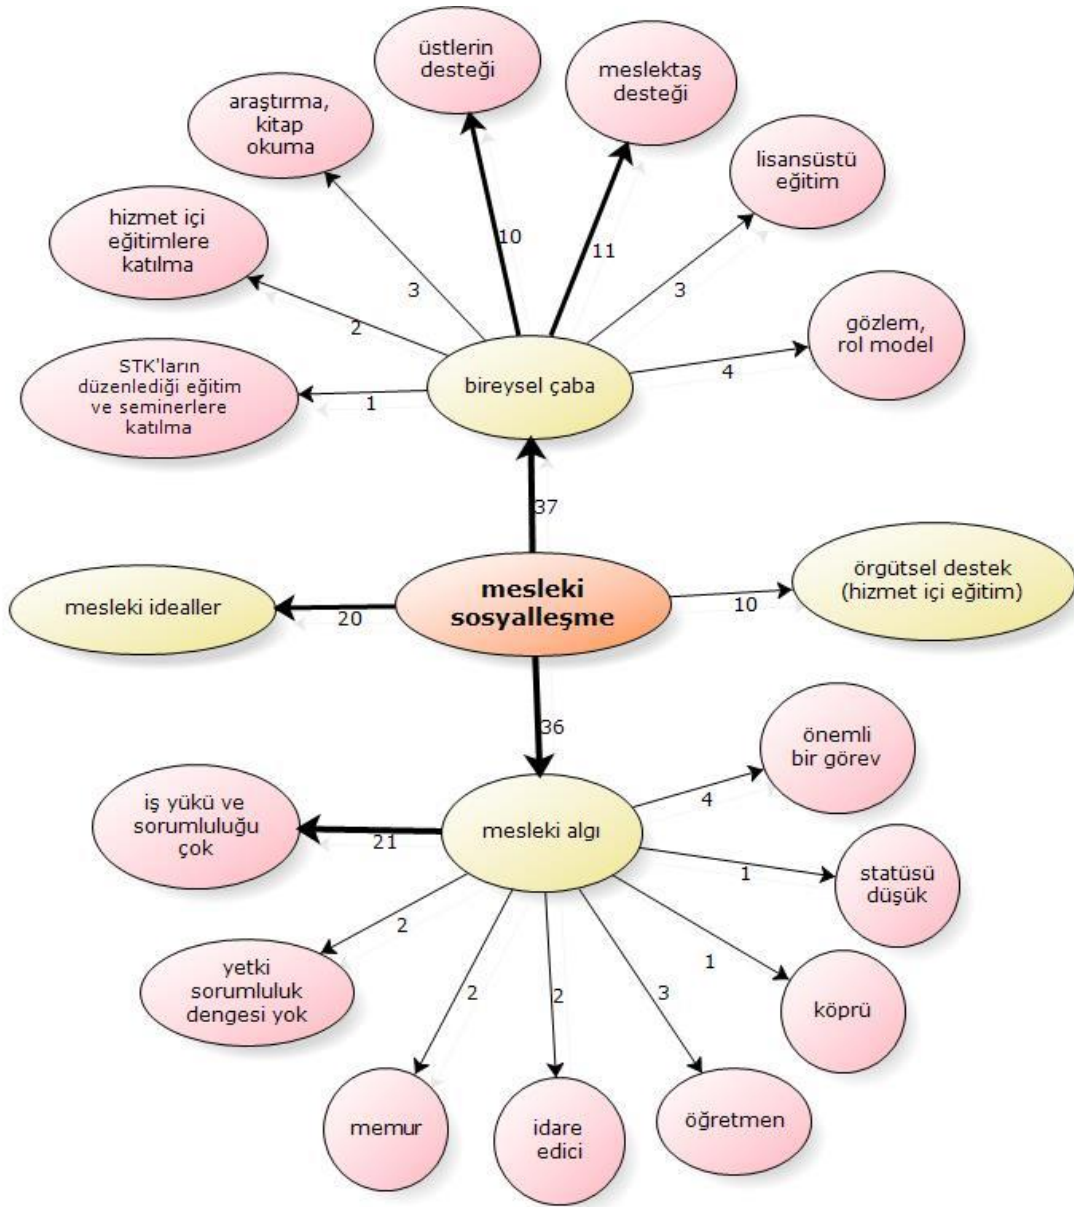 üstlerin
desteği
meslektaş
desteği
araştırma,
kitap
okuma
lisansüstü
eğitim
hizmet içi
eğitimlere
katılma
gözlem,
rol model
STK'ların
düzenlediği eğitim
ve seminerlere
katılma
10
11
3
3
2
4
1
bireysel çaba
37
mesleki idealler
20
mesleki
sosyalleşme
10
örgütsel destek
(hizmet içi eğitim)
36
önemli
bir görev
4
iş yükü ve
sorumluluğu
çok
21
mesleki algı
1
statüsü
düşük
2
yetki
sorumluluk
dengesi yok
2
2
3
1
köprü
memur
idare
edici
öğretmen